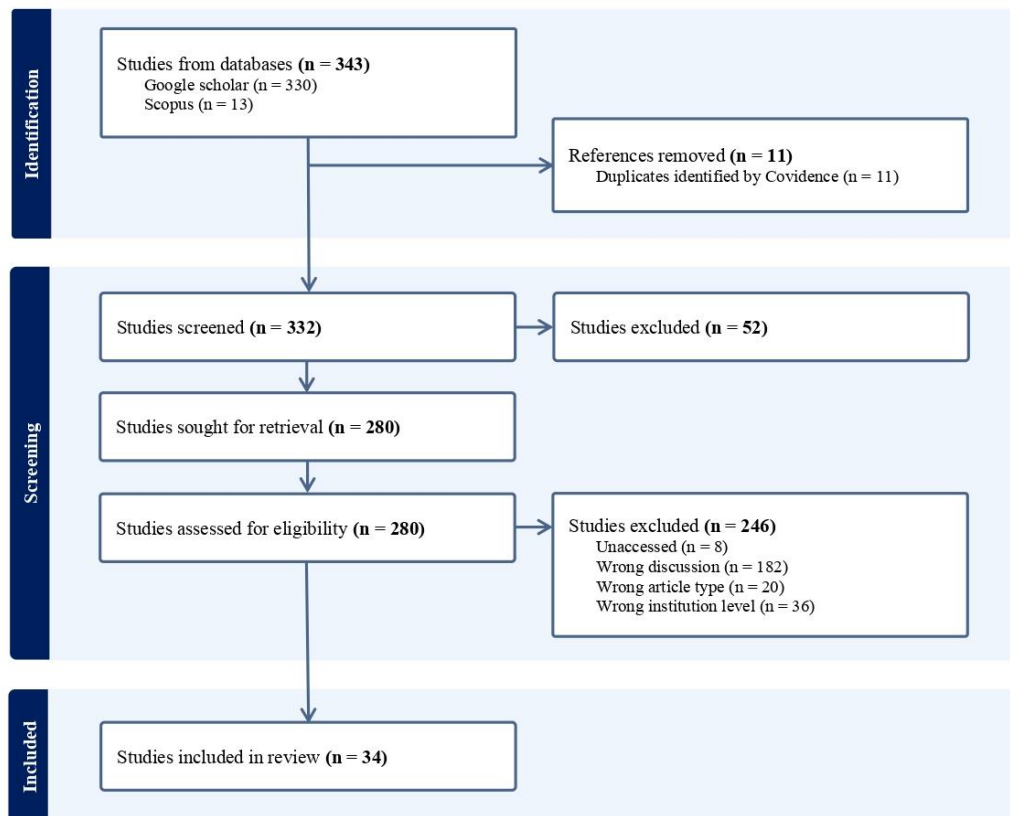 Identification
Studies from databases (n = 343)
Google scholar (n = 330)
Scopus (n = 13)
References removed (n = 11)
Duplicates identified by Covidence (n = 11)
Screening
Studies screened (n = 332)
Studies excluded (n = 52)
Studies sought for retrieval (n = 280)
Studies assessed for eligibility (n = 280)
Studies excluded (n = 246)
Unaccessed (n = 8)
Wrong discussion (n = 182)
Wrong article type (n = 20)
Wrong institution level (n = 36)
Included
Studies included in review (n = 34)